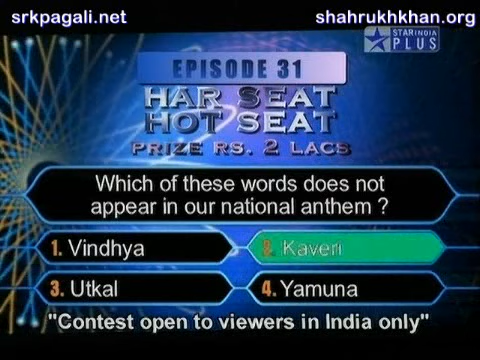 srkpagali.net
shahrukhkhan.org
STAR INDIA
PLUS
EPISODE 31
HAR SEAT
HOT SEAT
PRIZE RS. 2 LACS
Which of these words does not
appear in our national anthem ?
1. Vindhya
2. Kaveri
3. Utkal
4. Yamuna
"Contest open to viewers in India only"